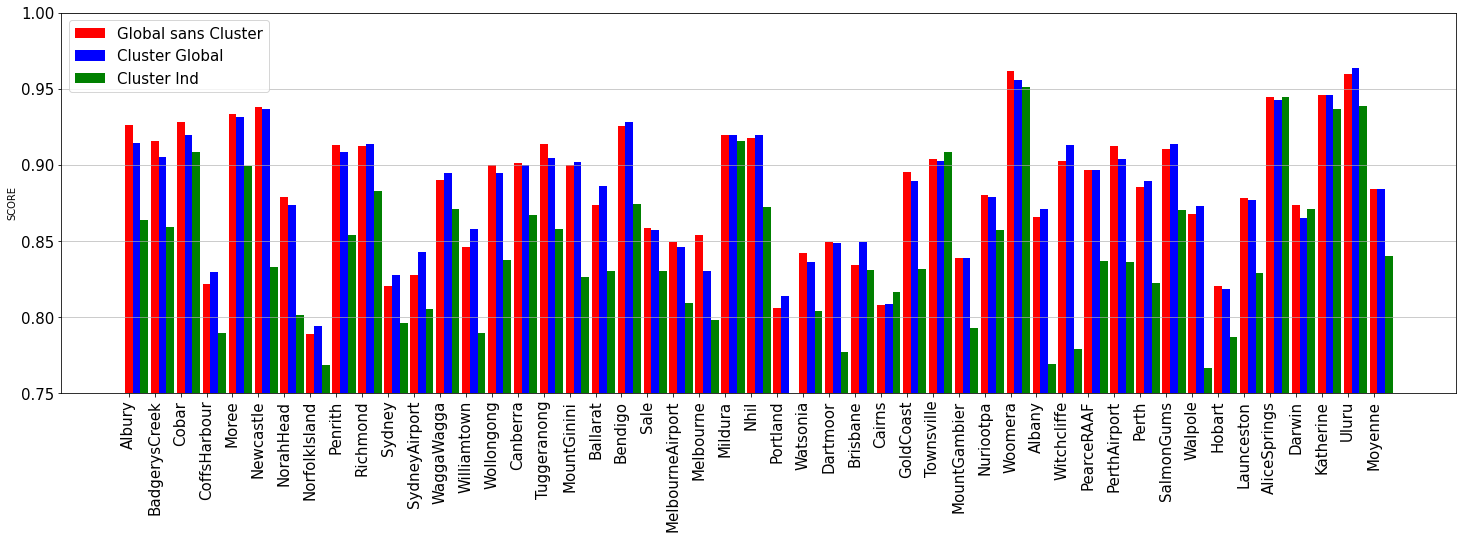 1.00
0.95
0.90
0.85
0.80
0.75
SCORE
Global sans Cluster
Cluster Global
Cluster Ind
Albury
BadgerysCreek
Cobar
CoffsHarbour
Moree
Newcastle
NorahHead
NorfolkIsland
Penrith
Richmond
Sydney
SydneyAirport
WaggaWagga
Williamtown
Wollongong
Canberra
Tuggeranong
MountGinini
Ballarat
Bendigo
Sale
MelbourneAirport
Melbourne
Mildura
Nhil
Portland
Watsonia
Dartmoor
Brisbane
Cairns
GoldCoast
Townsville
MountGambier
Nuriootpa
Woomera
Albany
Witchcliffe
PearceRAAF
PerthAirport
Perth
SalmonGums
Walpole
Hobart
Launceston
AliceSprings
Darwin
Katherine
Uluru
Moyenne